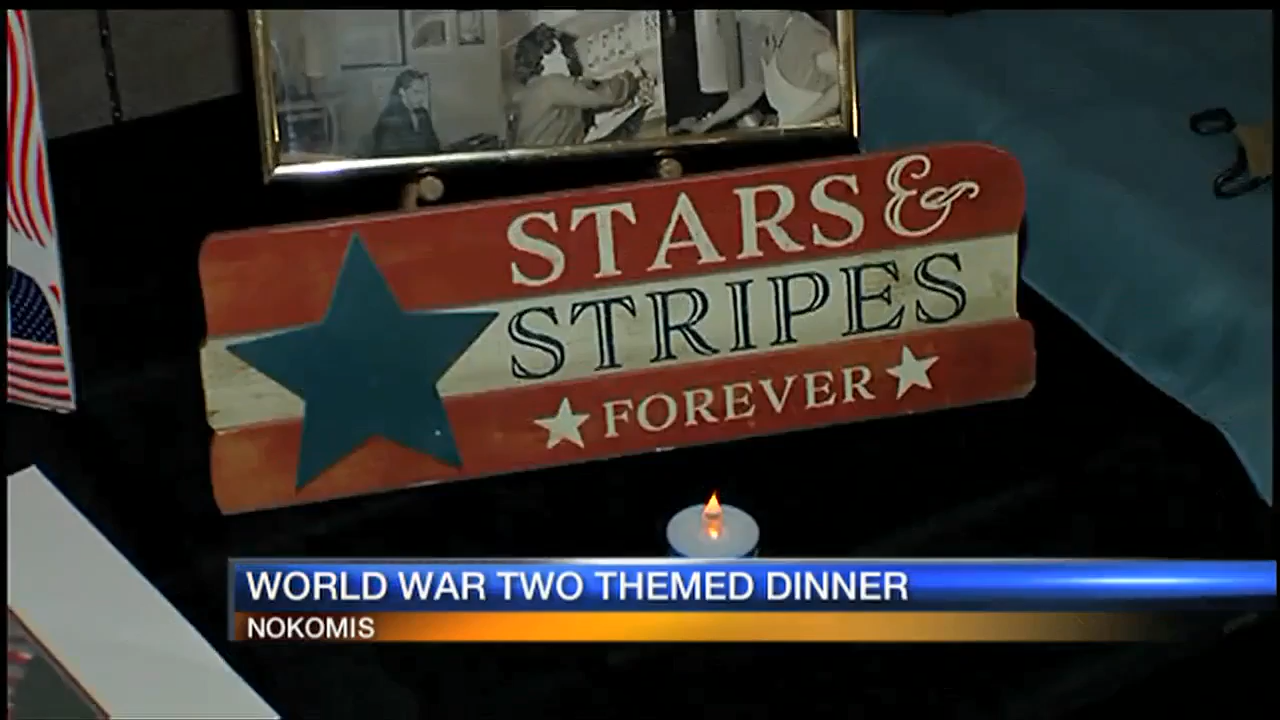 STARS &
STRIPES
FOREVER
WORLD WAR TWO THEMED DINNER
NOKOMIS